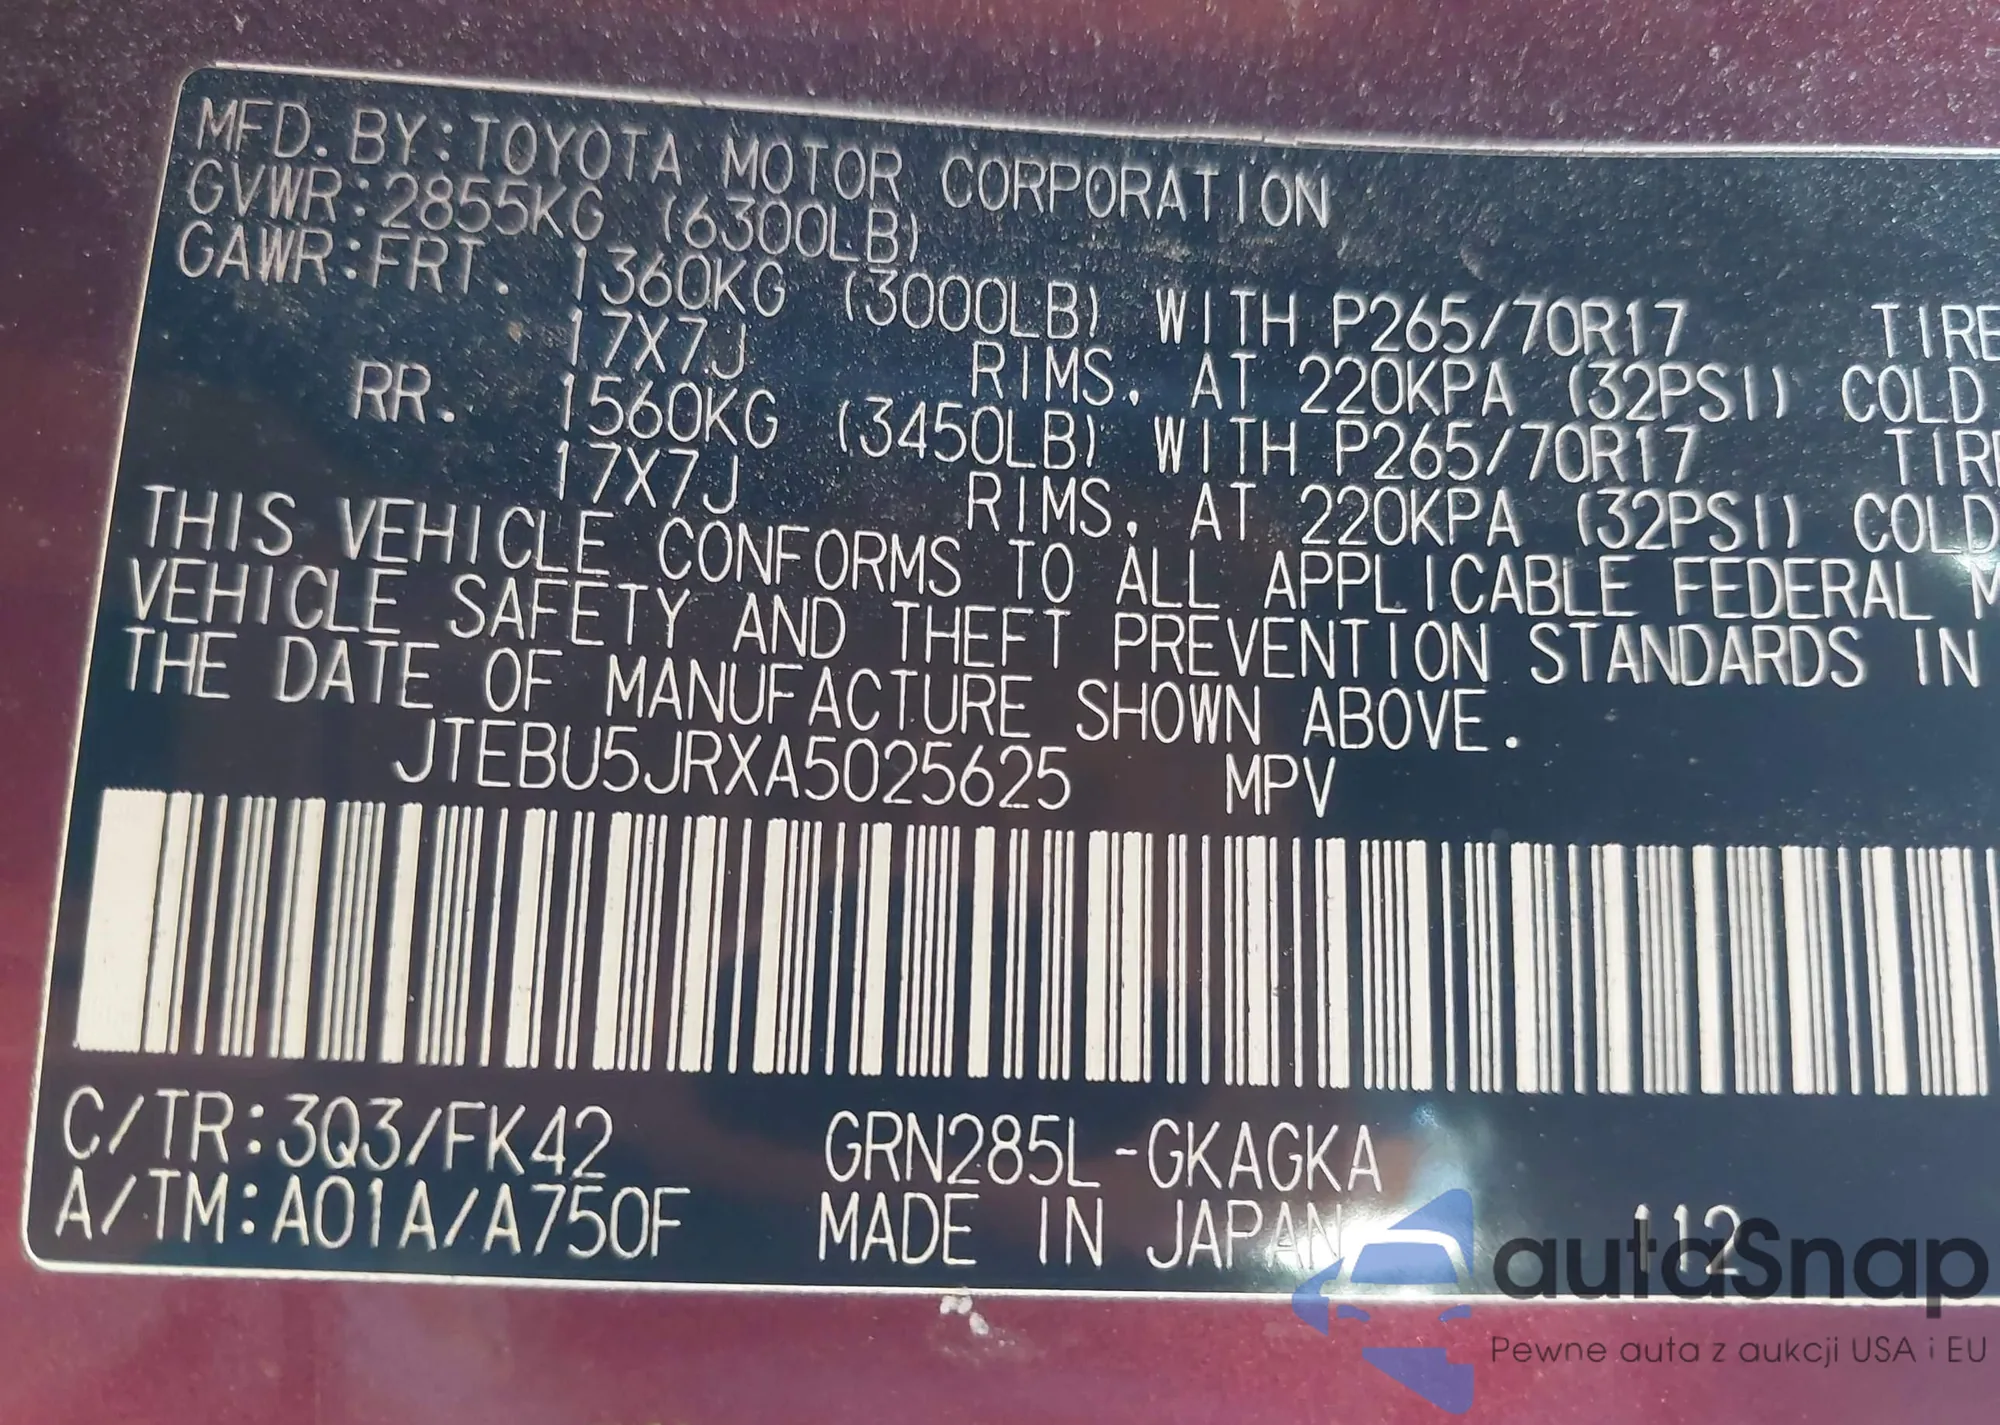 MFD. BY: TOYOTA MOTOR CORPORATION
GVWR: 2855KG (6300LB)
GAWR: FRT. 1360KG (3000LB) WITH P265/70R17 TIRE
17X7J RIMS, AT 220KPA (32PSI) COLD
RR. 1560KG (3450LB) WITH P265/70R17 TIRE
17X7J RIMS, AT 220KPA (32PSI) COLD
THIS VEHICLE CONFORMS TO ALL APPLICABLE FEDERAL M
VEHICLE SAFETY AND THEFT PREVENTION STANDARDS IN
THE DATE OF MANUFACTURE SHOWN ABOVE.
JTEBU5JRXA5025625 MPV
C/TR: 3Q3/FK42 GRN285L-GKAGKA
A/TM: A01A/A750F MADE IN JAPAN 112
autaSnap
Pewne auta z aukcji USA i EU